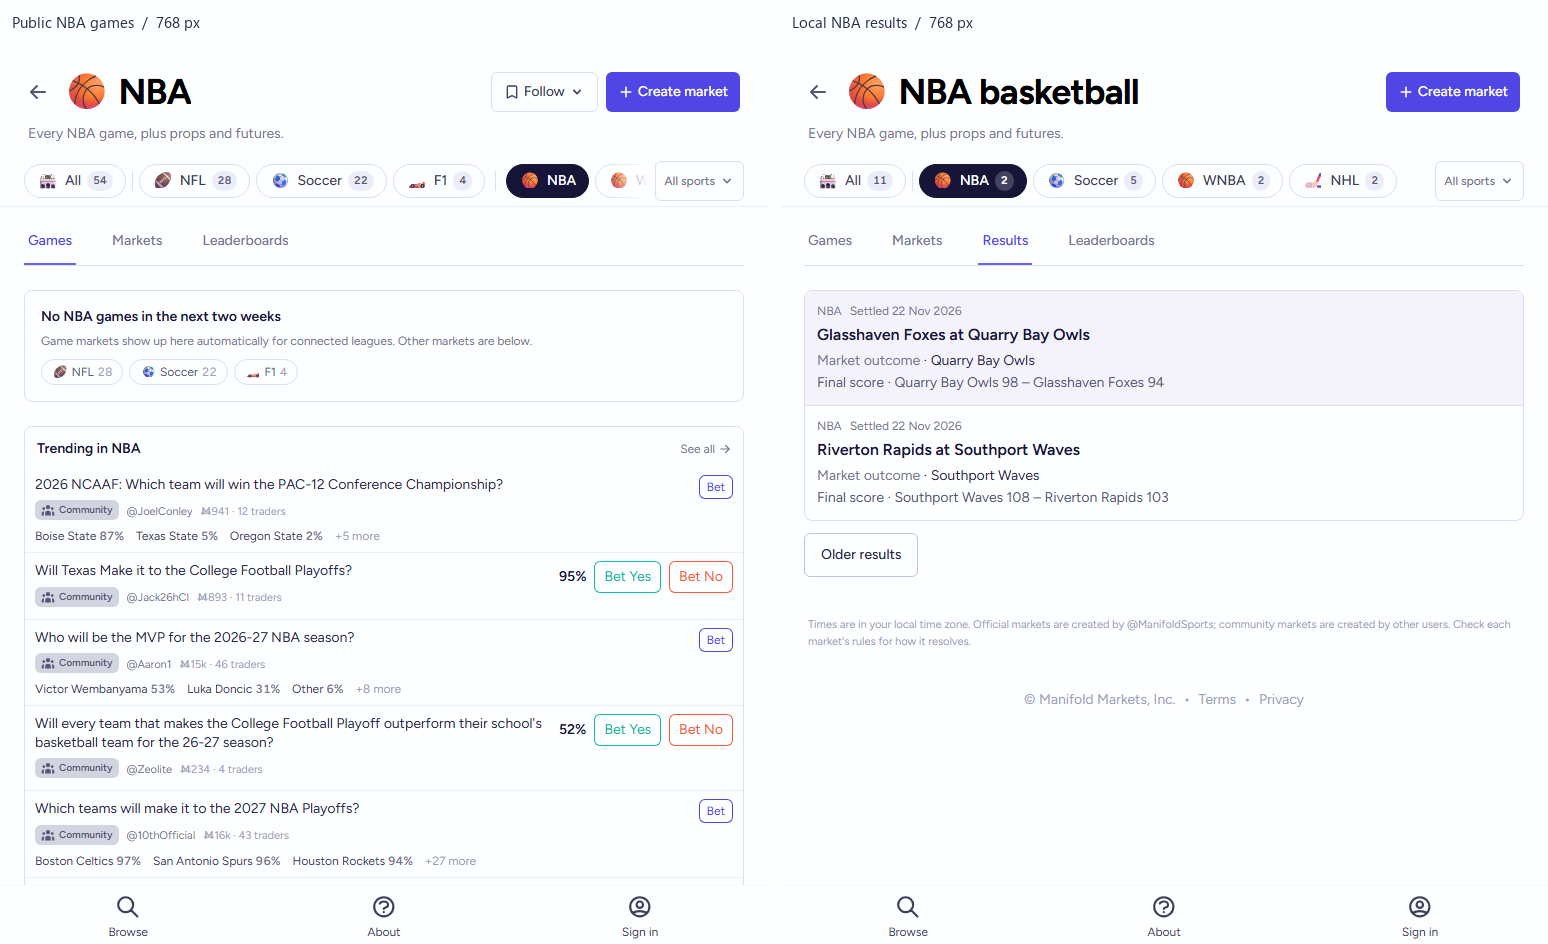 Public NBA games / 768 px
NBA
Follow
Create market
Every NBA game, plus props and futures.
All 54
NFL 28
Soccer 22
F1 4
NBA
W
All sports
Games
Markets
Leaderboards
No NBA games in the next two weeks
Game markets show up here automatically for connected leagues. Other markets are below.
NFL 28
Soccer 22
F1 4
Trending in NBA
See all →
2026 NCAAF: Which team will win the PAC-12 Conference Championship?
Bet
Community @JoelConley M941 · 12 traders
Boise State 87% Texas State 5% Oregon State 2% +5 more
Will Texas Make it to the College Football Playoffs?
95% Bet Yes Bet No
Community @Jack26hCl M893 · 11 traders
Who will be the MVP for the 2026-27 NBA season?
Bet
Community @Aaron1 M15k · 46 traders
Victor Wembanyama 53% Luka Doncic 31% Other 6% +8 more
Will every team that makes the College Football Playoff outperform their school's
basketball team for the 26-27 season?
52% Bet Yes Bet No
Community @Zeolite M234 · 4 traders
Which teams will make it to the 2027 NBA Playoffs?
Bet
Community @10thOfficial M16k · 43 traders
Boston Celtics 97% San Antonio Spurs 96% Houston Rockets 94% +27 more
Browse
About
Sign in
Local NBA results / 768 px
NBA basketball
Create market
Every NBA game, plus props and futures.
All 11
NBA 2
Soccer 5
WNBA 2
NHL 2
All sports
Games
Markets
Results
Leaderboards
NBA Settled 22 Nov 2026
Glasshaven Foxes at Quarry Bay Owls
Market outcome · Quarry Bay Owls
Final score · Quarry Bay Owls 98 – Glasshaven Foxes 94
NBA Settled 22 Nov 2026
Riverton Rapids at Southport Waves
Market outcome · Southport Waves
Final score · Southport Waves 108 – Riverton Rapids 103
Older results
Times are in your local time zone. Official markets are created by @ManifoldSports; community markets are created by other users. Check each
market's rules for how it resolves.
© Manifold Markets, Inc. • Terms • Privacy
Browse
About
Sign in